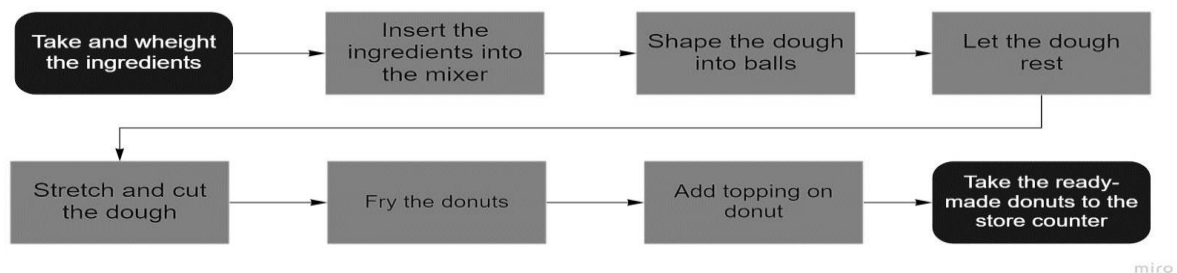 Take and wheight
the ingredients
Insert the
ingredients into
the mixer
Shape the dough
into balls
Let the dough
rest
Stretch and cut
the dough
Fry the donuts
Add topping on
donut
Take the ready-
made donuts to the
store counter
miro